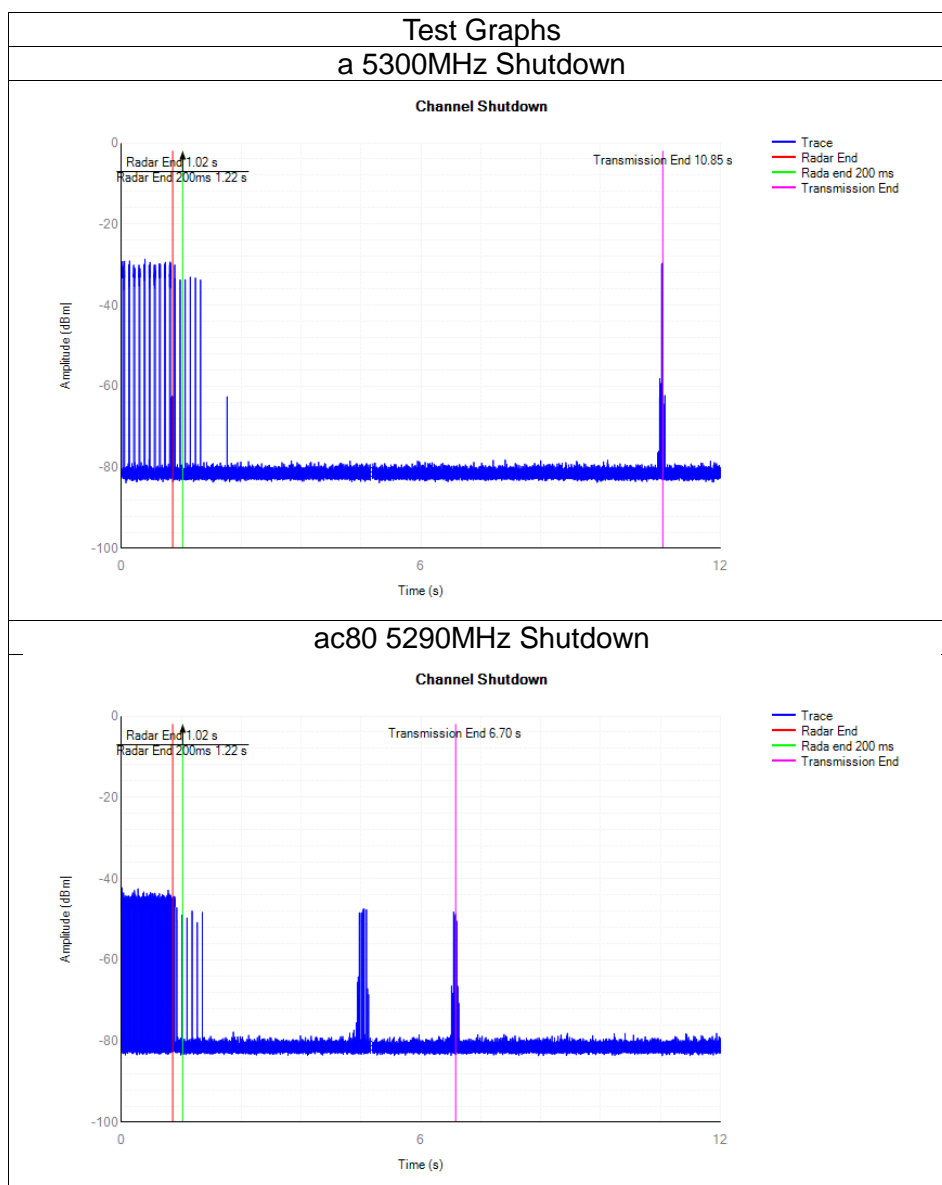 Test Graphs
a 5300MHz Shutdown
Channel Shutdown
Radar End 1.02 s
Radar End 200ms 1.22 s
Transmission End 10.85 s
Trace
Radar End
Rada end 200 ms
Transmission End
Amplitude [dBm]
0
-20
-40
-60
-80
-100
0
6
12
Time (s)
ac80 5290MHz Shutdown
Channel Shutdown
Radar End 1.02 s
Radar End 200ms 1.22 s
Transmission End 6.70 s
Trace
Radar End
Rada end 200 ms
Transmission End
Amplitude [dBm]
0
-20
-40
-60
-80
-100
0
6
12
Time (s)